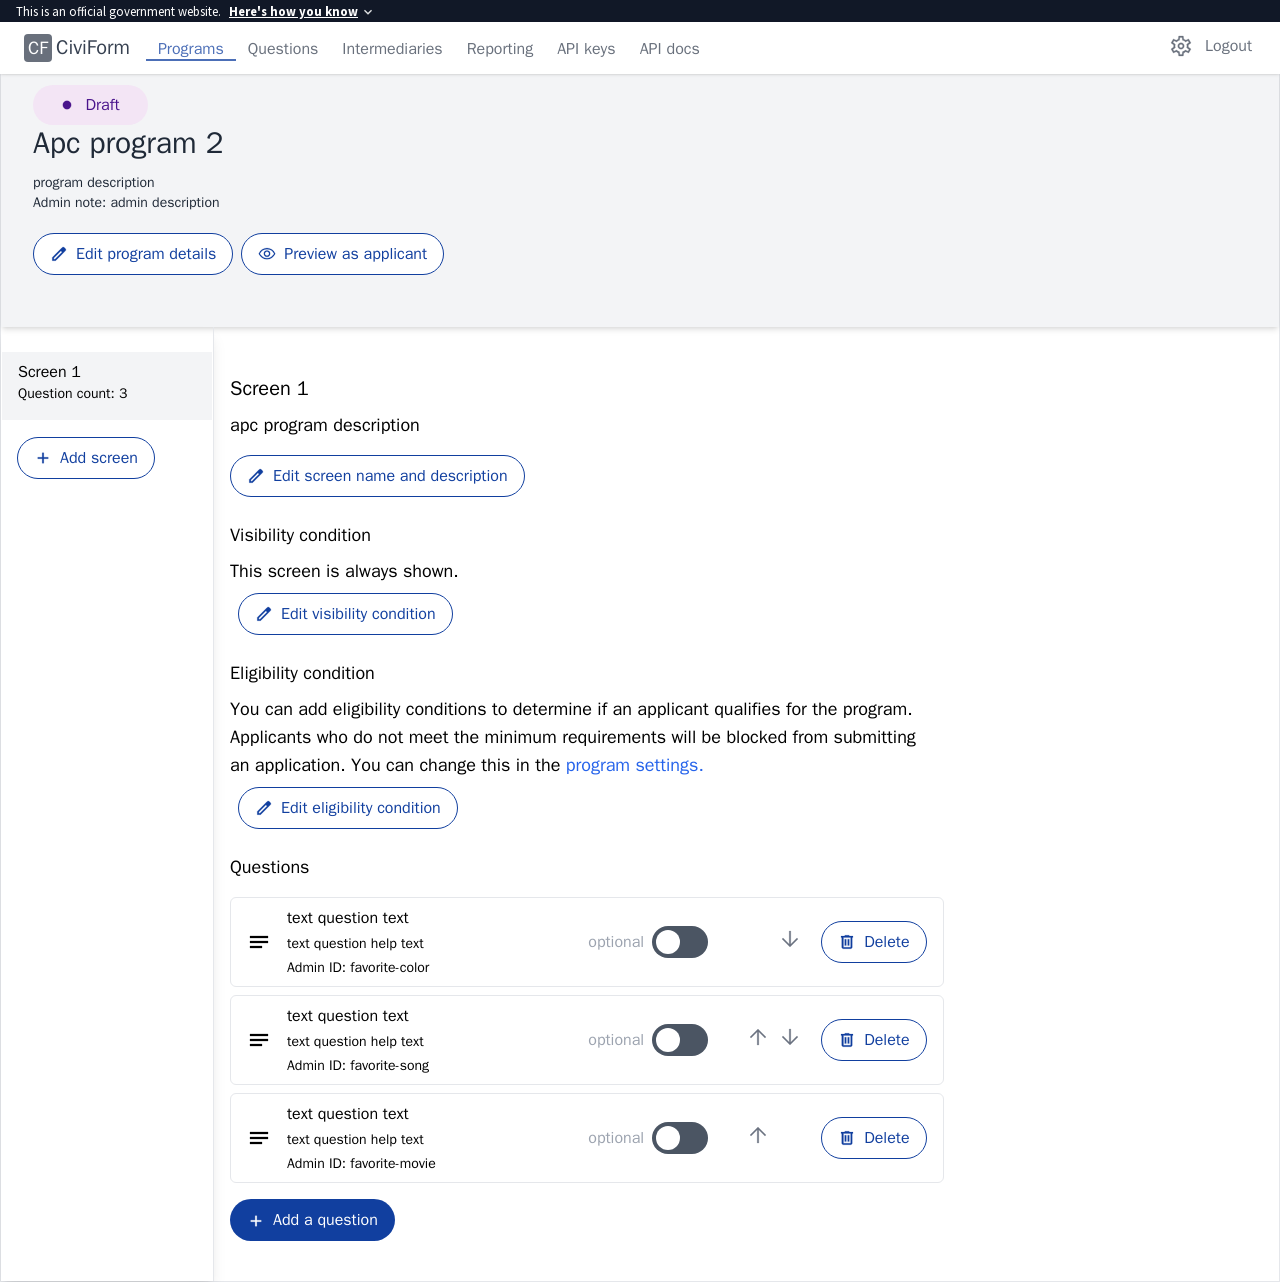 This is an official government website. Here's how you know
CF CiviForm Programs Questions Intermediaries Reporting API keys API docs Logout
Draft
Apc program 2
program description
Admin note: admin description
Edit program details Preview as applicant
Screen 1
Question count: 3
Add screen
Screen 1
apc program description
Edit screen name and description
Visibility condition
This screen is always shown.
Edit visibility condition
Eligibility condition
You can add eligibility conditions to determine if an applicant qualifies for the program.
Applicants who do not meet the minimum requirements will be blocked from submitting
an application. You can change this in the program settings.
Edit eligibility condition
Questions
text question text
text question help text
Admin ID: favorite-color
optional Delete
text question text
text question help text
Admin ID: favorite-song
optional Delete
text question text
text question help text
Admin ID: favorite-movie
optional Delete
Add a question